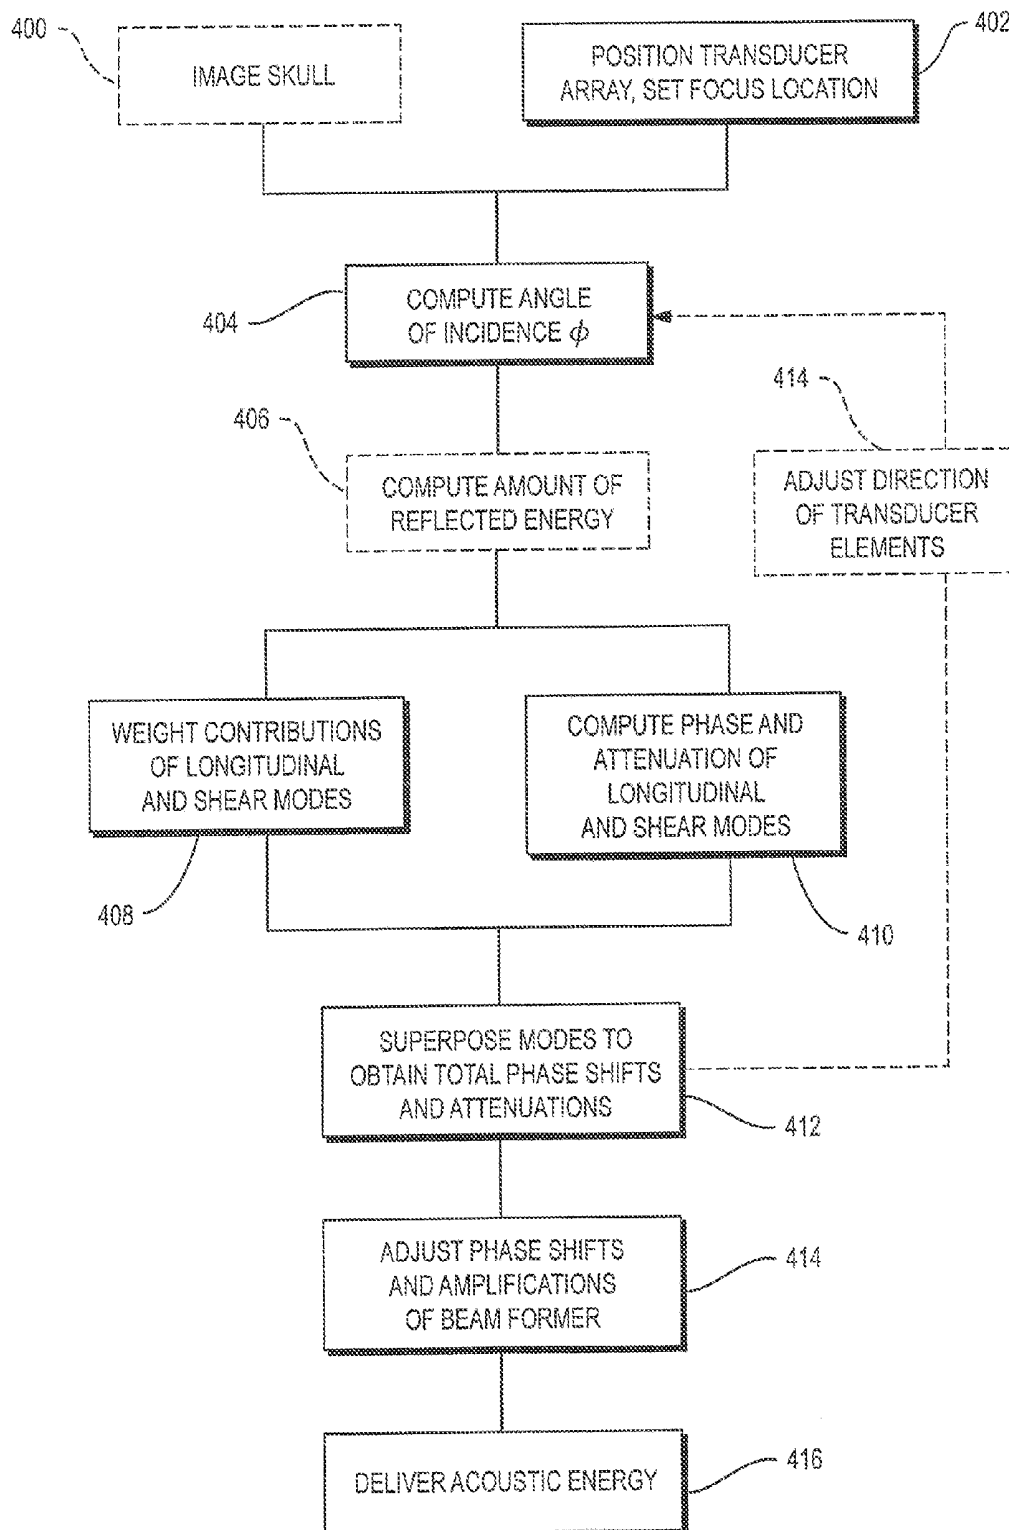 400
IMAGE SKULL
POSITION TRANSDUCER
ARRAY, SET FOCUS LOCATION
402
COMPUTE ANGLE
OF INCIDENCE ϕ
404
406
COMPUTE AMOUNT OF
REFLECTED ENERGY
414
ADJUST DIRECTION
OF TRANSDUCER
ELEMENTS
WEIGHT CONTRIBUTIONS
OF LONGITUDINAL
AND SHEAR MODES
408
COMPUTE PHASE AND
ATTENUATION OF
LONGITUDINAL
AND SHEAR MODES
410
SUPERPOSE MODES TO
OBTAIN TOTAL PHASE SHIFTS
AND ATTENUATIONS
412
ADJUST PHASE SHIFTS
AND AMPLIFICATIONS
OF BEAM FORMER
414
DELIVER ACOUSTIC ENERGY
416